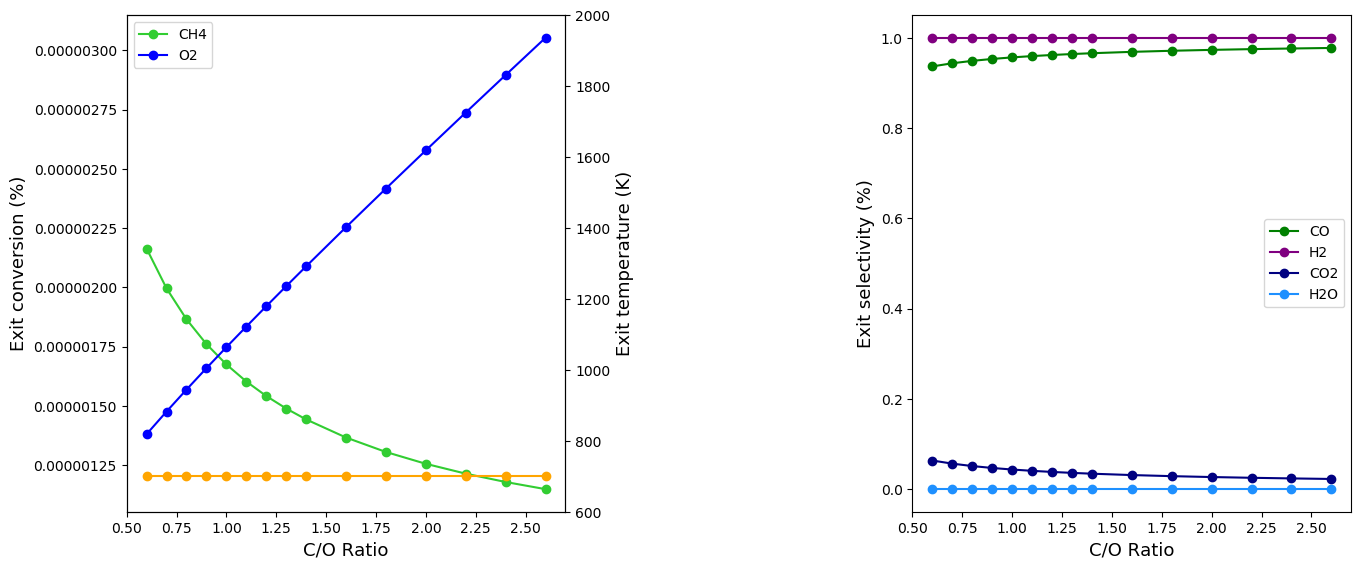 CH4
O2
0.00000300
0.00000275
0.00000250
0.00000225
0.00000200
0.00000175
0.00000150
0.00000125
Exit conversion (%)
0.50 0.75 1.00 1.25 1.50 1.75 2.00 2.25 2.50
C/O Ratio
2000
1800
1600
1400
1200
1000
800
600
Exit temperature (K)
1.0
0.8
0.6
0.4
0.2
0.0
Exit selectivity (%)
CO
H2
CO2
H2O
0.50 0.75 1.00 1.25 1.50 1.75 2.00 2.25 2.50
C/O Ratio